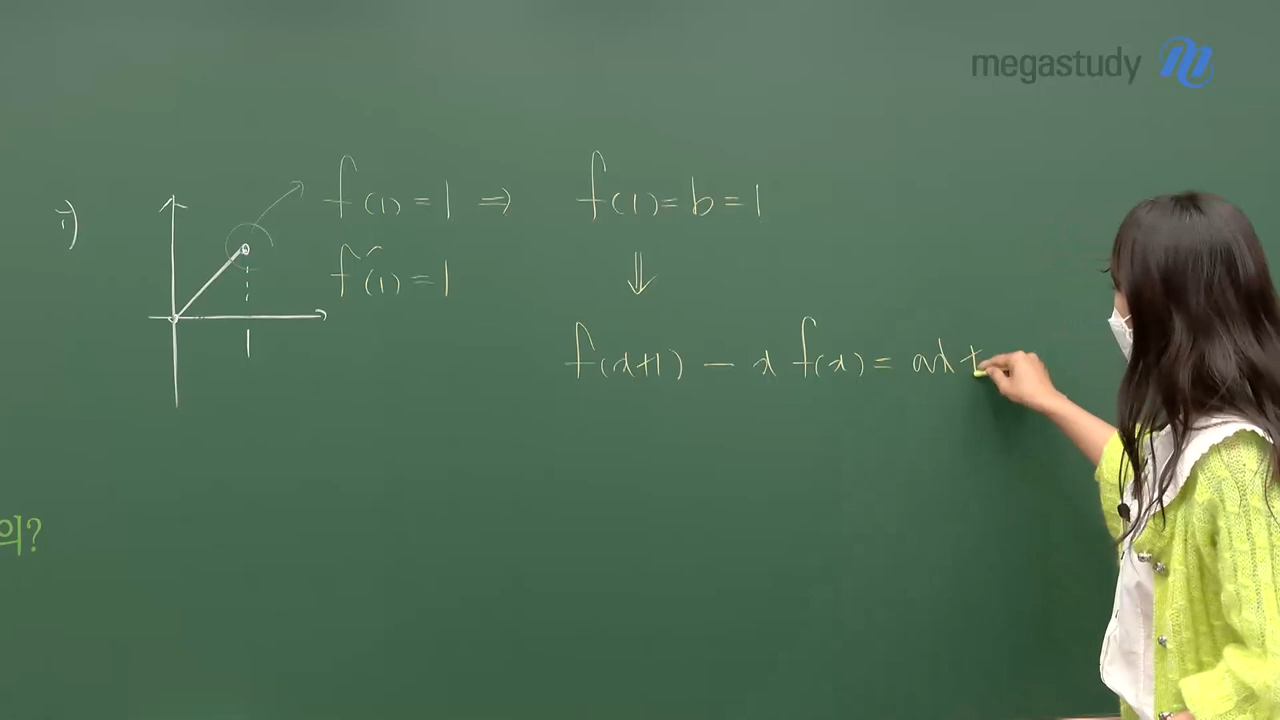 megastudy
i)
f(1) = 1 ⇒ f(1) = b = 1
f'(1) = 1
⇓
1
f(x+1) − x f(x) = ax +
의?